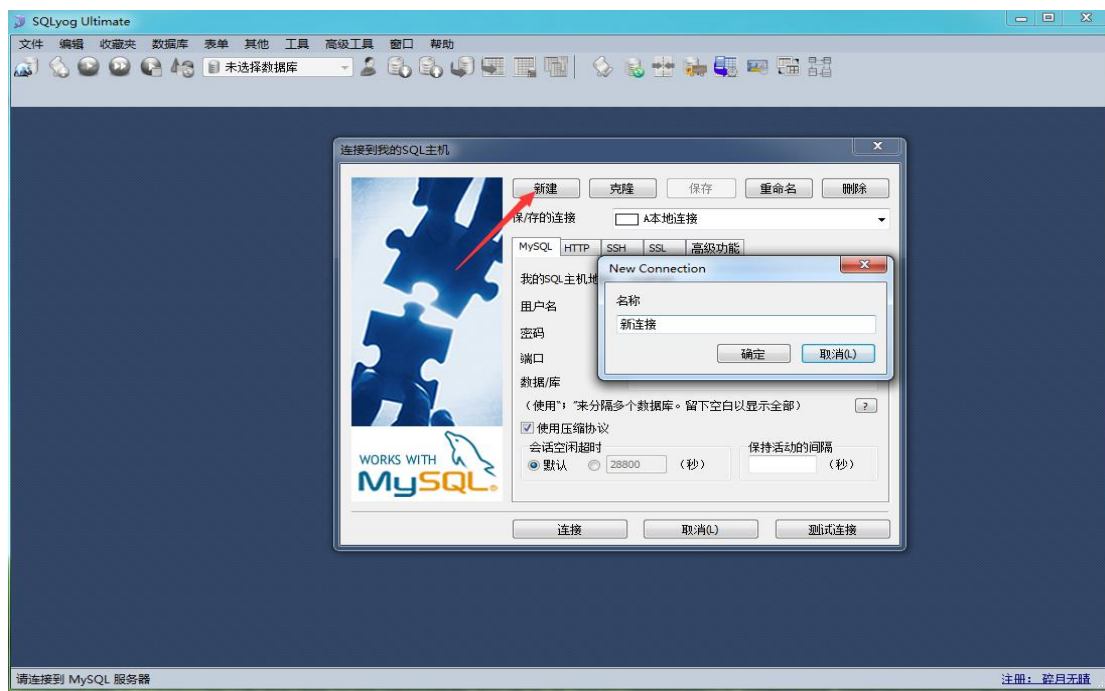 SQLyog Ultimate
文件 编辑 收藏夹 数据库 表单 其他 工具 高级工具 窗口 帮助
未选择数据库
连接到我的SQL主机
新建 克隆 保存 重命名 删除
保/存的连接 A本地连接
MySQL HTTP SSH SSL 高级功能
New Connection
我的SQL主机地
名称
用户名
新连接
密码
确定 取消(L)
端口
数据/库
(使用“;”来分隔多个数据库。留下空白以显示全部) ?
使用压缩协议
会话空闲超时 保持活动的间隔
默认 28800 (秒) (秒)
WORKS WITH
MySQL
连接 取消(L) 测试连接
请连接到 MySQL 服务器 注册: 碎月无瞔